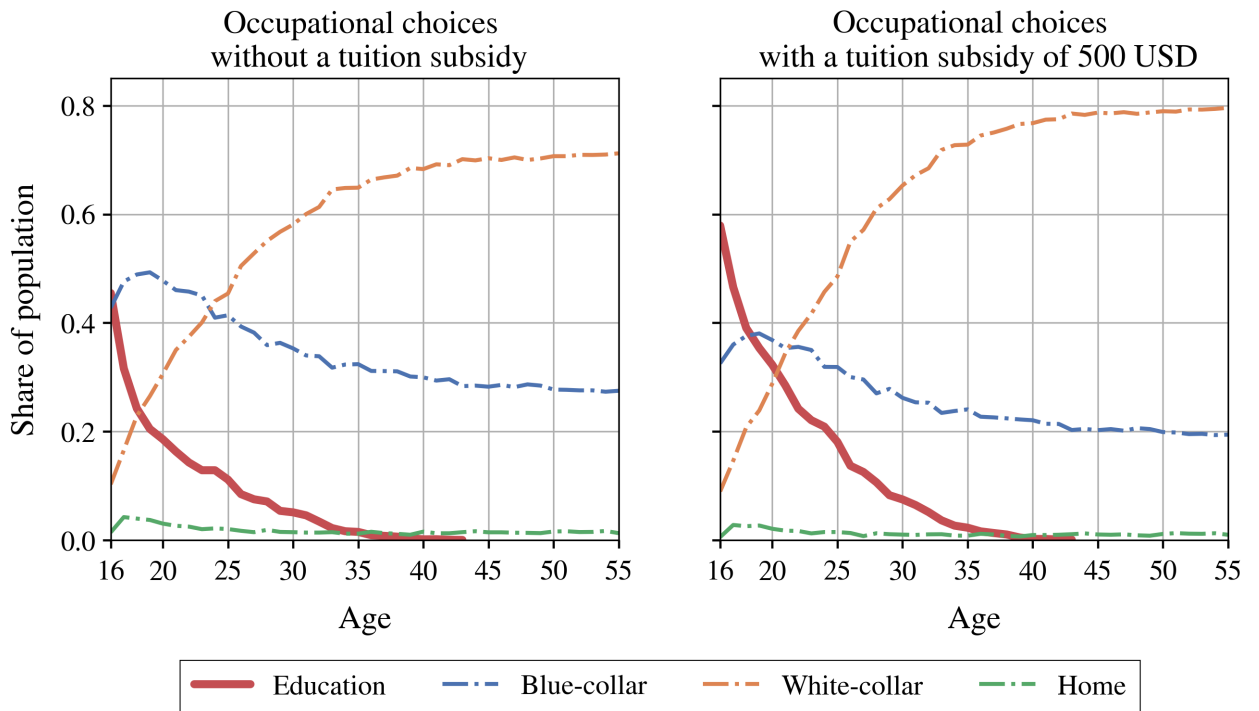 Occupational choices
without a tuition subsidy
Occupational choices
with a tuition subsidy of 500 USD
Share of population
0.8
0.6
0.4
0.2
0.0
16 20 25 30 35 40 45 50 55
16 20 25 30 35 40 45 50 55
Age
Age
Education Blue-collar White-collar Home